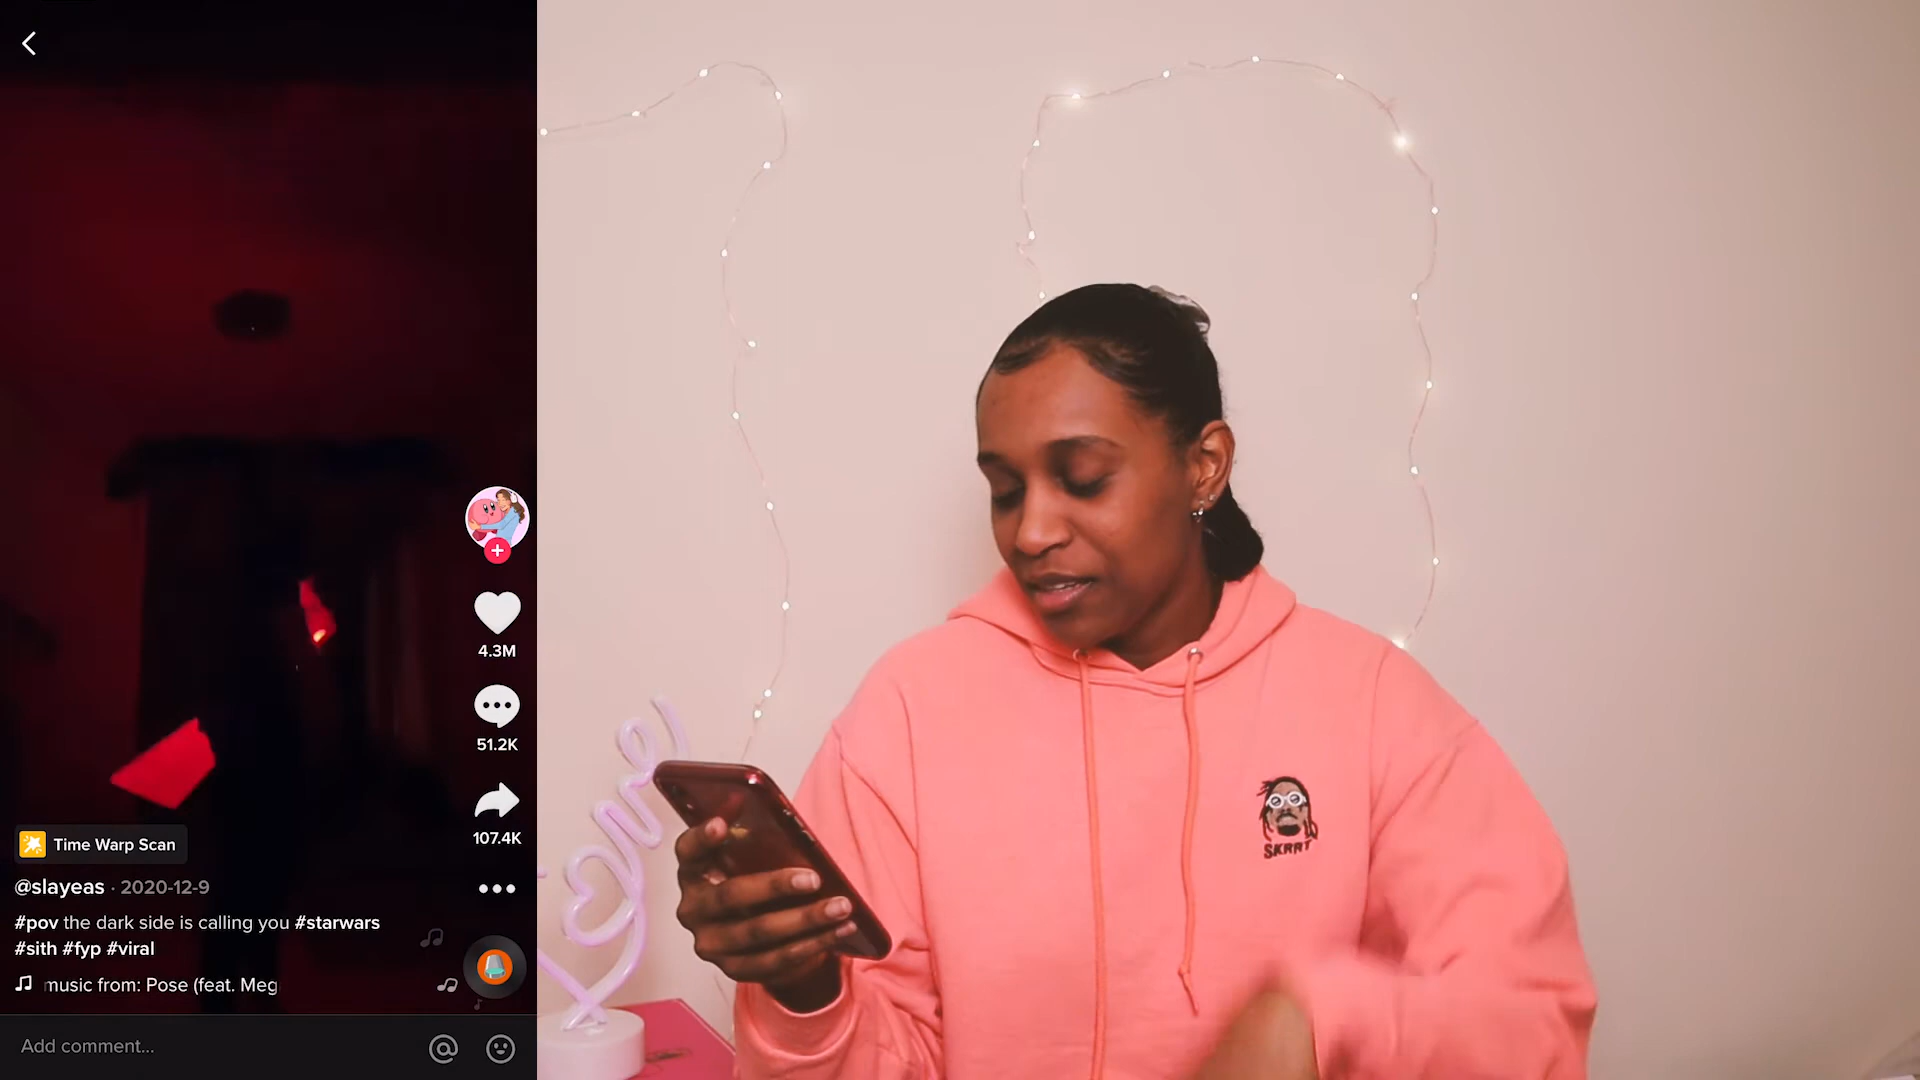 4.3M
51.2K
107.4K
Time Warp Scan
@slayeas · 2020-12-9
#pov the dark side is calling you #starwars
#sith #fyp #viral
music from: Pose (feat. Meg
Add comment...
SKRRT